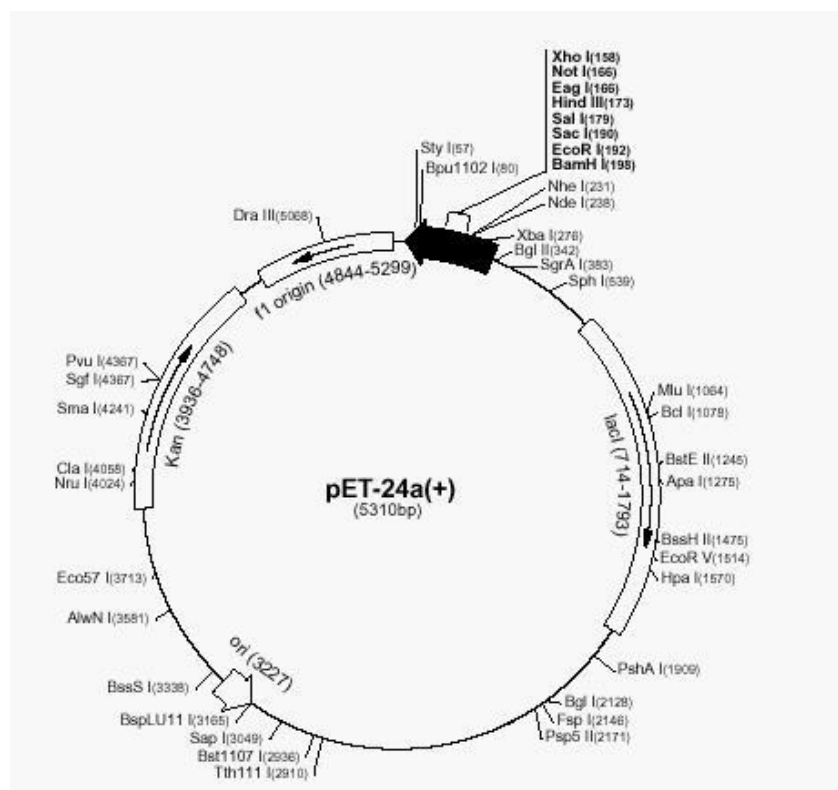 Xho I(158)
Not I(166)
Eag I(166)
Hind III(173)
Sal I(179)
Sac I(190)
EcoR I(192)
BamH I(198)
Sty I(57)
Bpu1102 I(80)
Nhe I(231)
Nde I(238)
Xba I(276)
Bgl II(342)
SgrA I(383)
Sph I(539)
Dra III(5068)
f1 origin (4844-5299)
Pvu I(4367)
Sgf I(4367)
Sma I(4241)
Kan (3936-4748)
Cla I(4058)
Nru I(4024)
Mlu I(1064)
Bcl I(1078)
BstE II(1245)
Apa I(1275)
lacI (714-1793)
BssH II(1475)
EcoR V(1514)
Hpa I(1570)
pET-24a(+)
(5310bp)
Eco57 I(3713)
AlwN I(3581)
ori (3227)
BssS I(3338)
BspLU11 I(3165)
Sap I(3049)
Bst1107 I(2936)
Tth111 I(2910)
PshA I(1909)
Bgl I(2128)
Fsp I(2146)
Psp5 II(2171)